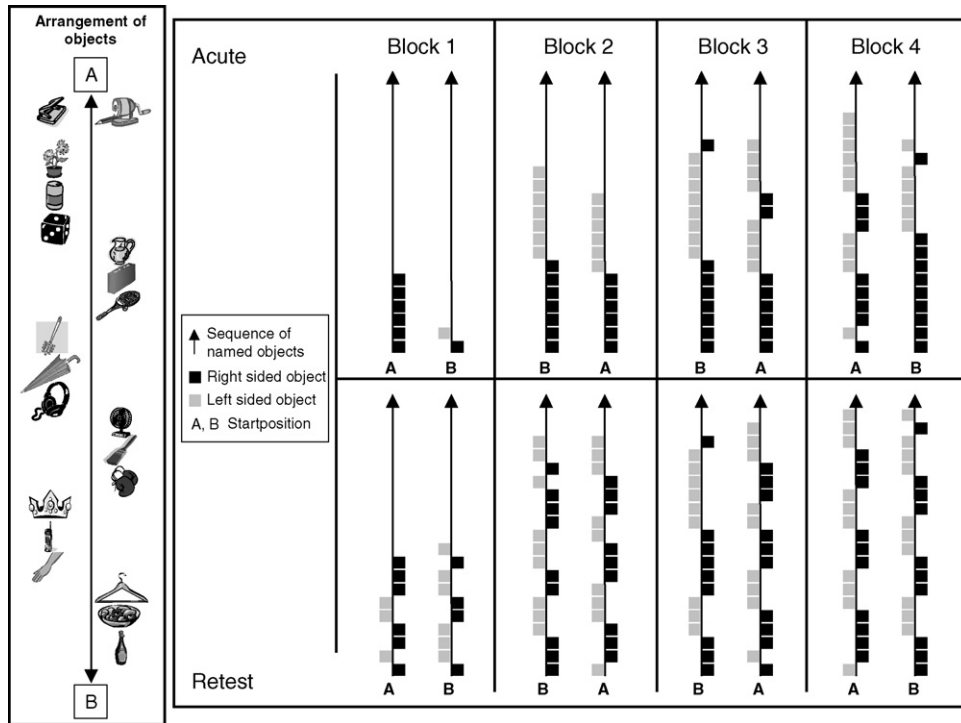 Arrangement of
objects
A
B
Acute
Block 1
Block 2
Block 3
Block 4
A
B
B
A
B
A
A
B
Sequence of
named objects
Right sided object
Left sided object
A, B Startposition
Retest
A
B
B
A
B
A
A
B